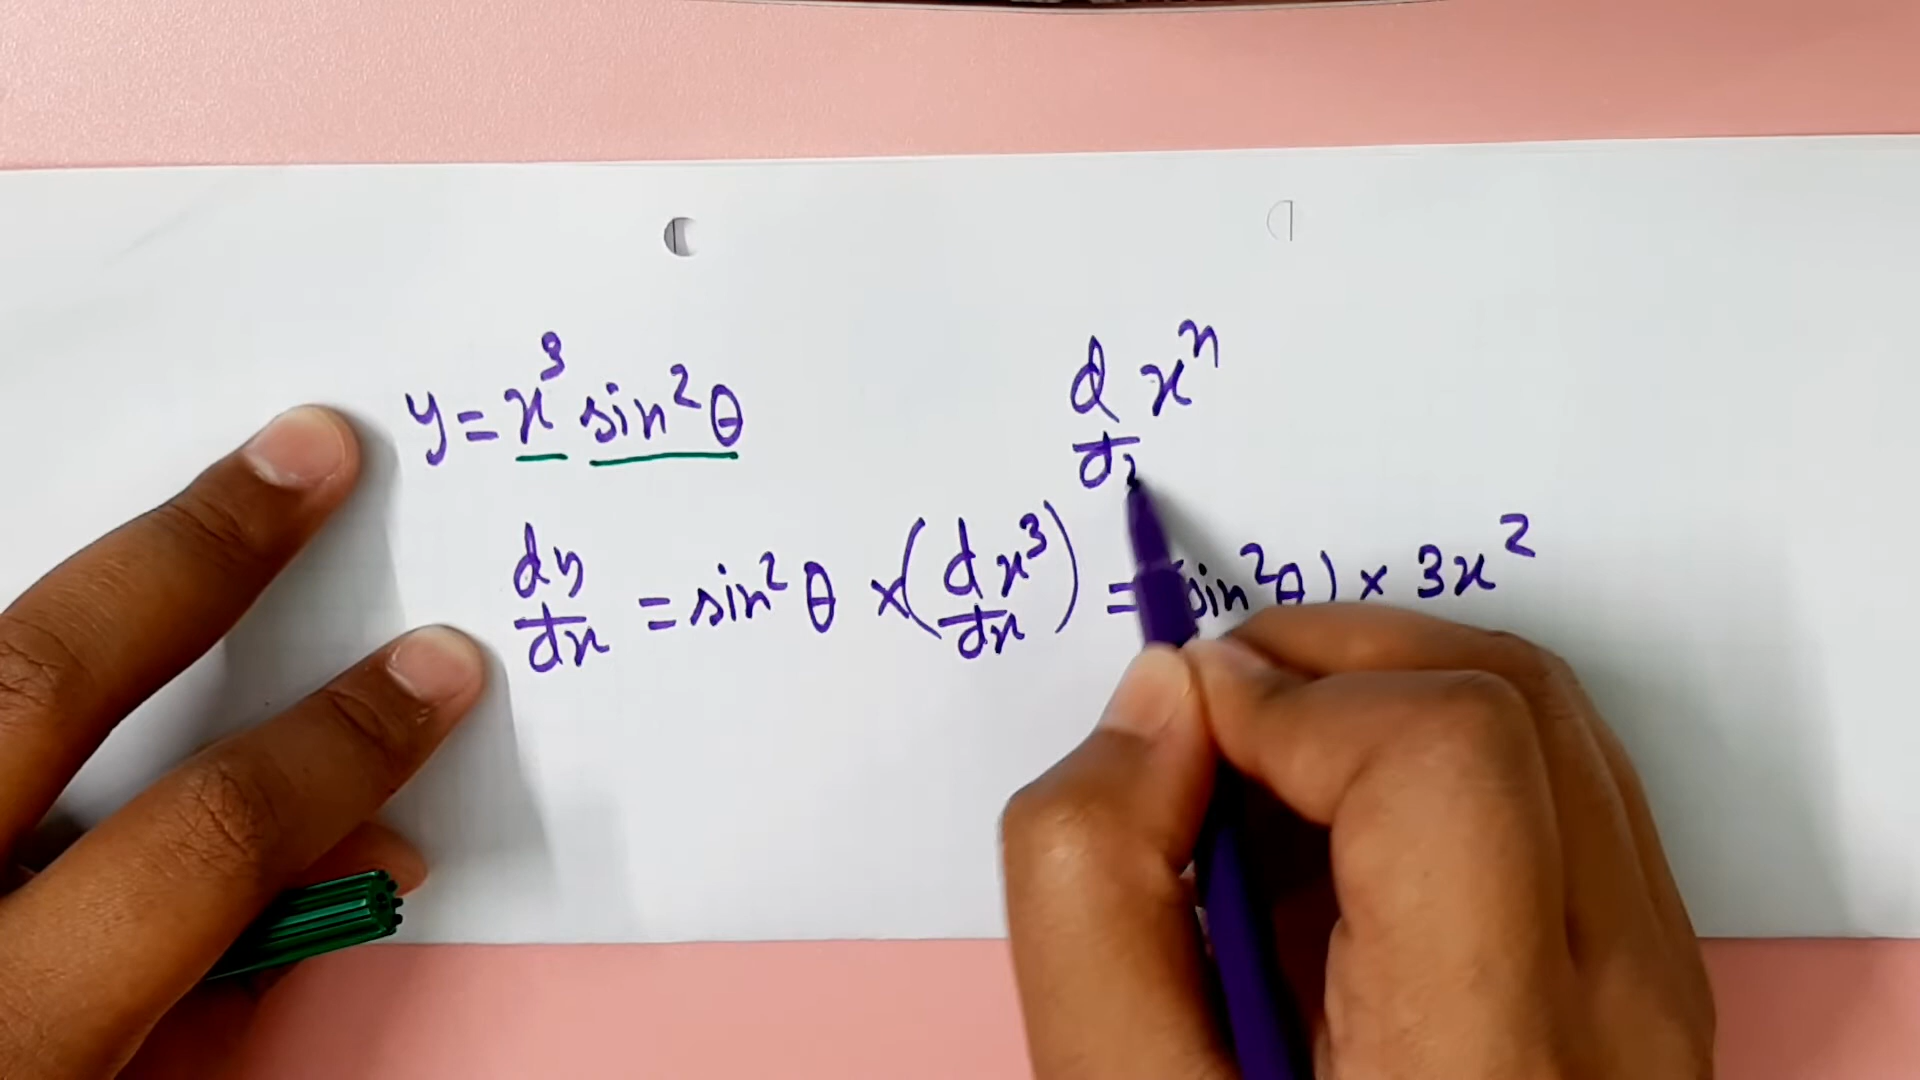 y = x³ sin²θ
d/dx xⁿ
dy/dx = sin²θ × (d/dx x³) = (sin²θ) × 3x²